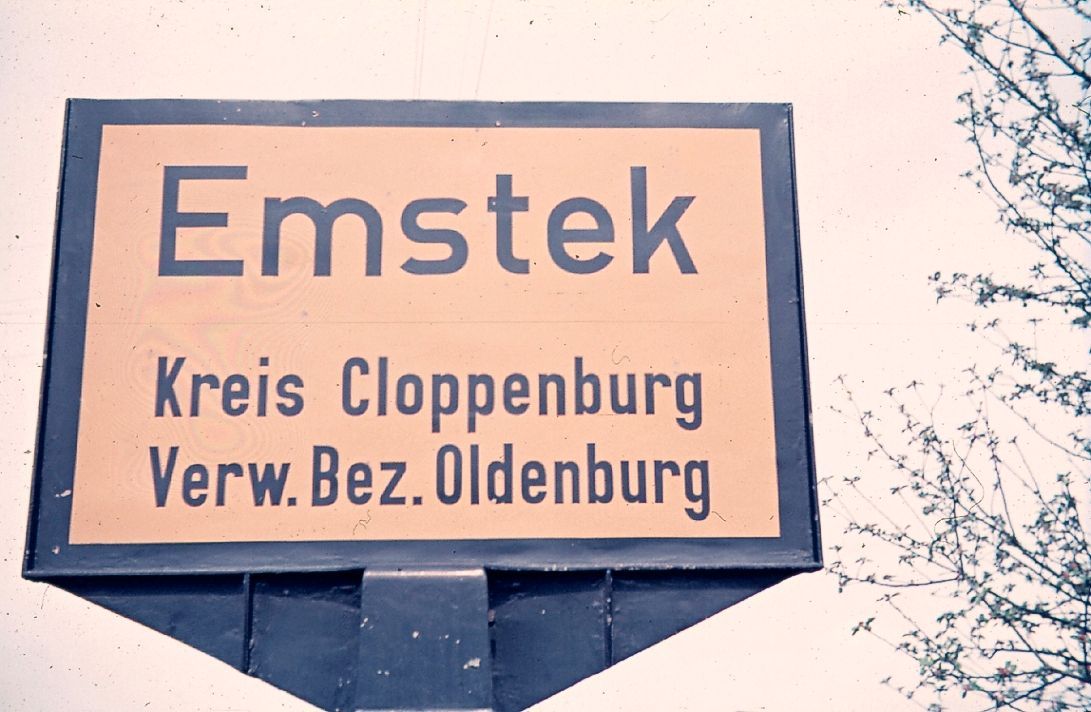 Emstek
Kreis Cloppenburg
Verw. Bez. Oldenburg